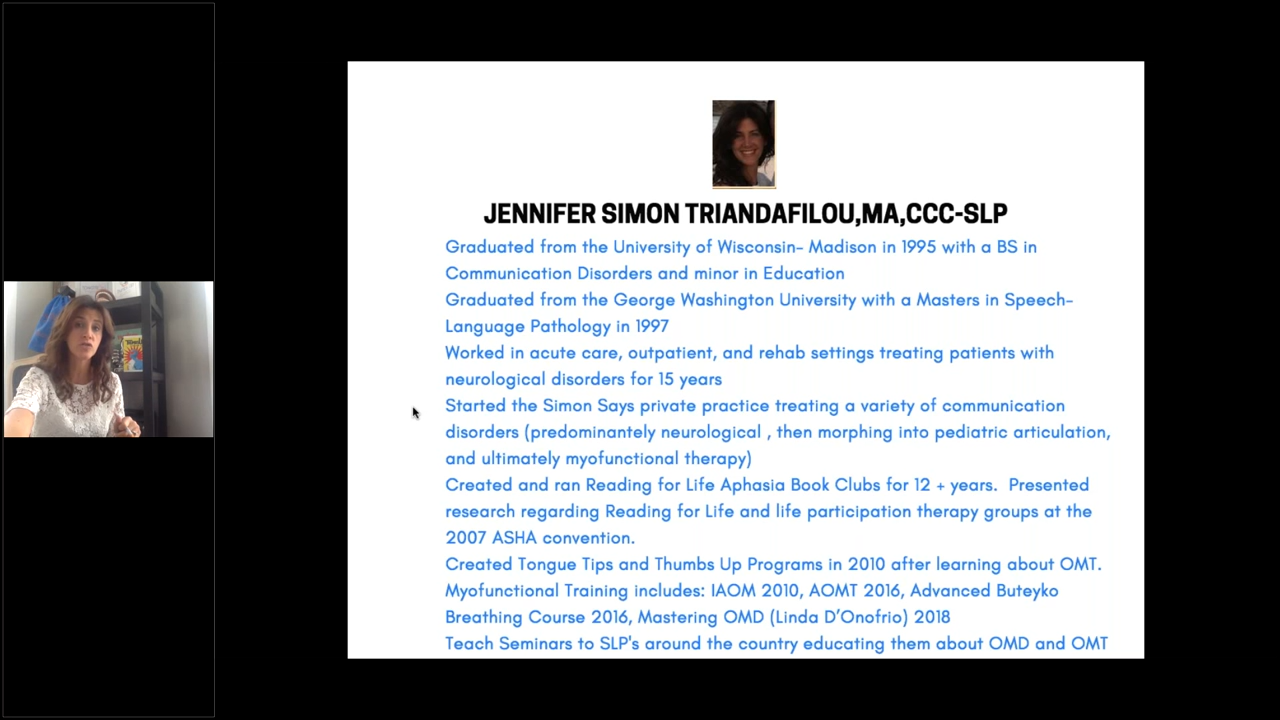 JENNIFER SIMON TRIANDAFILOU,MA,CCC-SLP
Graduated from the University of Wisconsin- Madison in 1995 with a BS in
Communication Disorders and minor in Education
Graduated from the George Washington University with a Masters in Speech-
Language Pathology in 1997
Worked in acute care, outpatient, and rehab settings treating patients with
neurological disorders for 15 years
Started the Simon Says private practice treating a variety of communication
disorders (predominantely neurological , then morphing into pediatric articulation,
and ultimately myofunctional therapy)
Created and ran Reading for Life Aphasia Book Clubs for 12 + years.  Presented
research regarding Reading for Life and life participation therapy groups at the
2007 ASHA convention.
Created Tongue Tips and Thumbs Up Programs in 2010 after learning about OMT.
Myofunctional Training includes: IAOM 2010, AOMT 2016, Advanced Buteyko
Breathing Course 2016, Mastering OMD (Linda D’Onofrio) 2018
Teach Seminars to SLP's around the country educating them about OMD and OMT